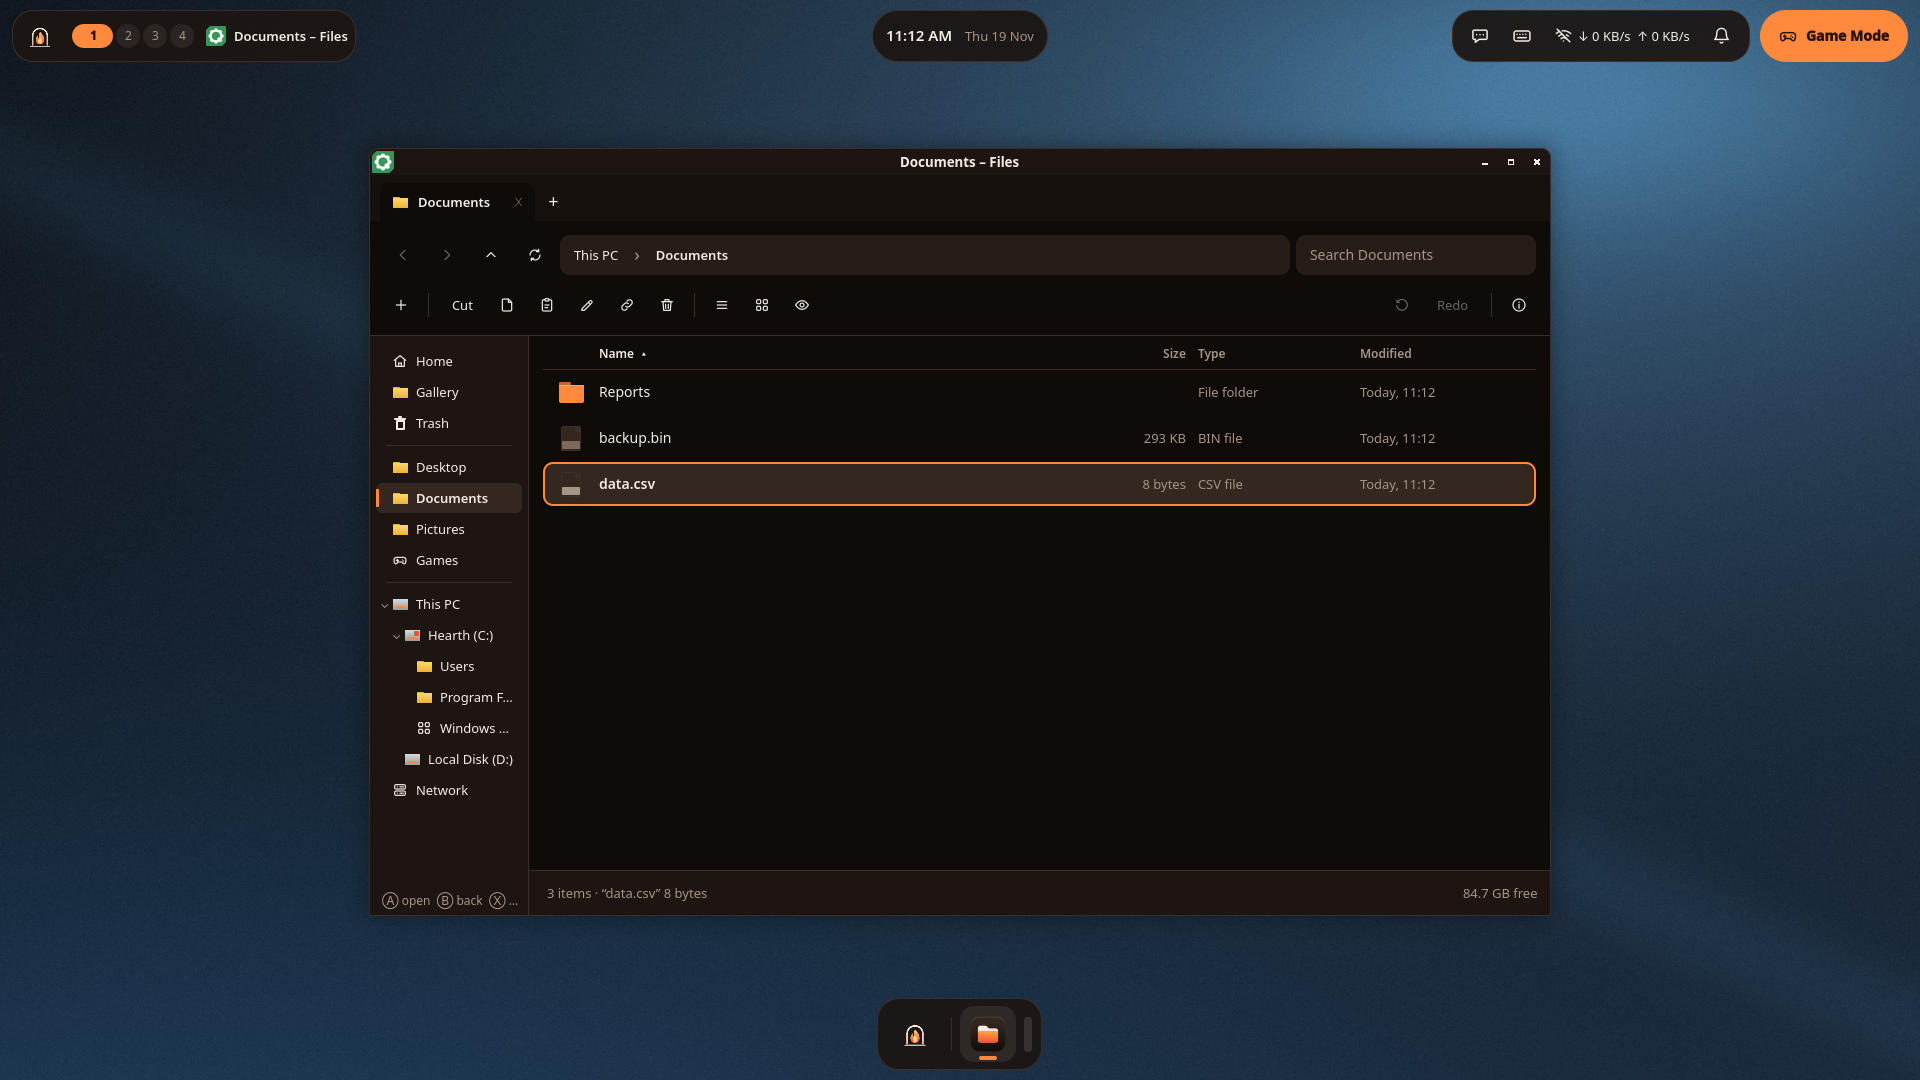 1 2 3 4 Documents – Files
11:12 AM Thu 19 Nov
↓ 0 KB/s ↑ 0 KB/s
Game Mode
Documents – Files
Documents X +
This PC › Documents
Search Documents
Cut
Redo
Home
Gallery
Trash
Desktop
Documents
Pictures
Games
This PC
Hearth (C:)
Users
Program F...
Windows ...
Local Disk (D:)
Network
A open B back X ...
Name Size Type Modified
Reports File folder Today, 11:12
backup.bin 293 KB BIN file Today, 11:12
data.csv 8 bytes CSV file Today, 11:12
3 items · “data.csv” 8 bytes
84.7 GB free